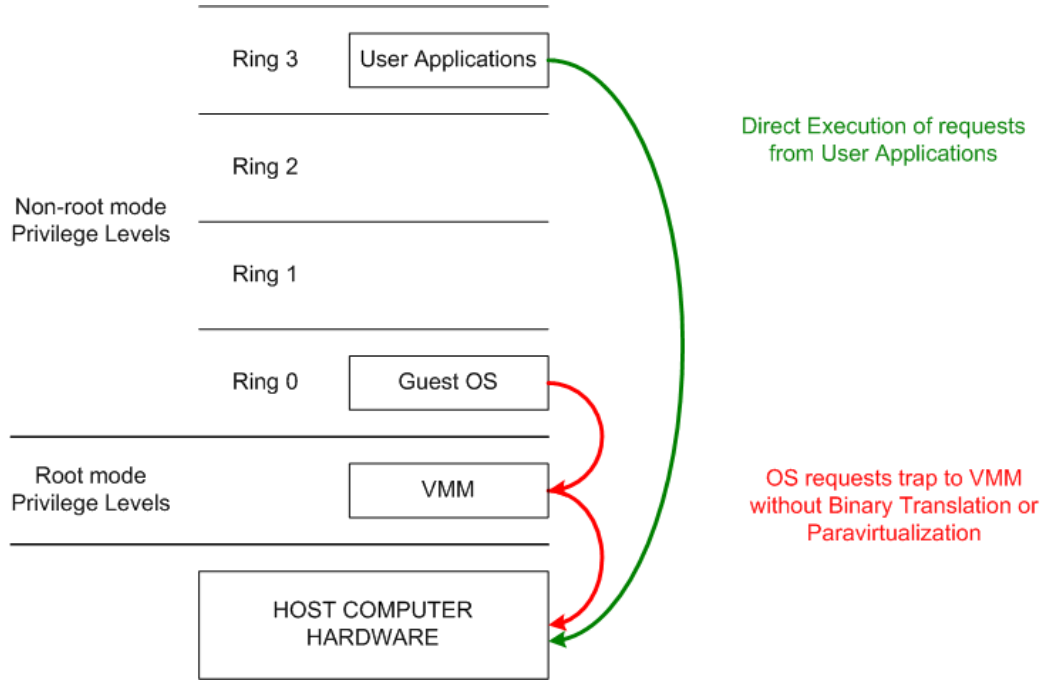 Ring 3
User Applications
Direct Execution of requests
from User Applications
Ring 2
Non-root mode
Privilege Levels
Ring 1
Ring 0
Guest OS
Root mode
Privilege Levels
VMM
OS requests trap to VMM
without Binary Translation or
Paravirtualization
HOST COMPUTER
HARDWARE